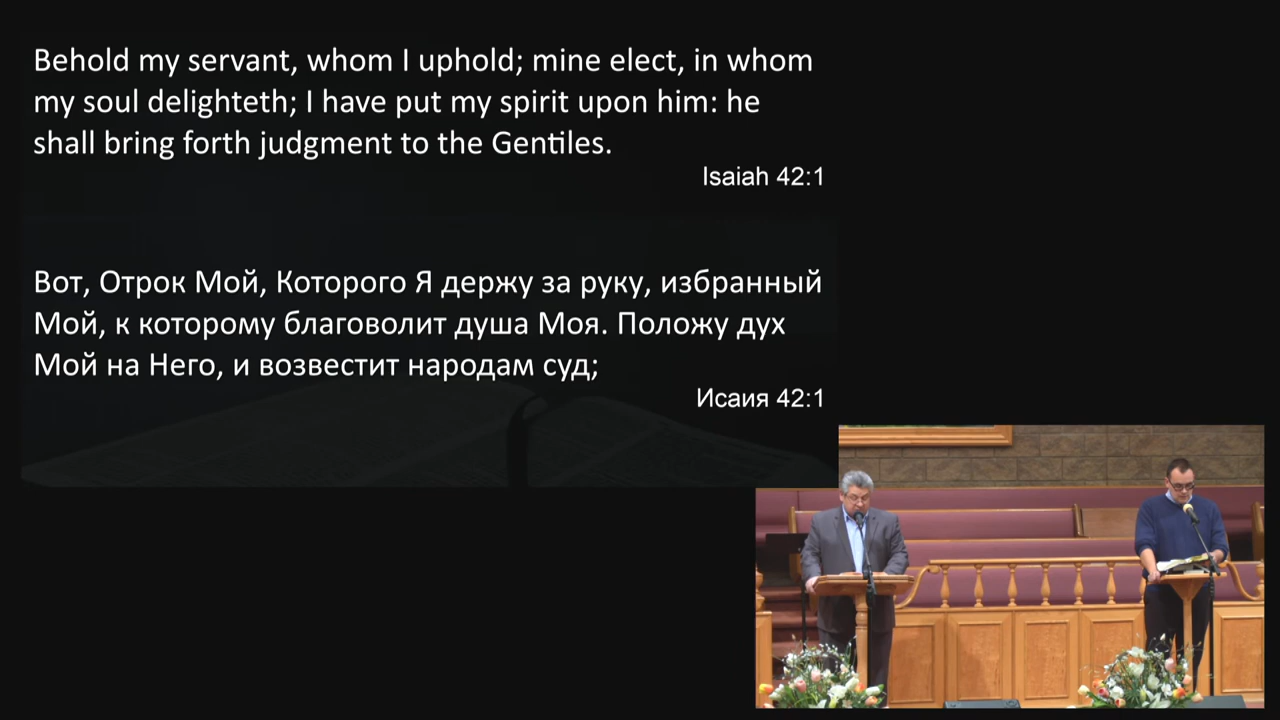 Behold my servant, whom I uphold; mine elect, in whom
my soul delighteth; I have put my spirit upon him: he
shall bring forth judgment to the Gentiles.
Isaiah 42:1
Вот, Отрок Мой, Которого Я держу за руку, избранный
Мой, к которому благоволит душа Моя. Положу дух
Мой на Него, и возвестит народам суд;
Исаия 42:1